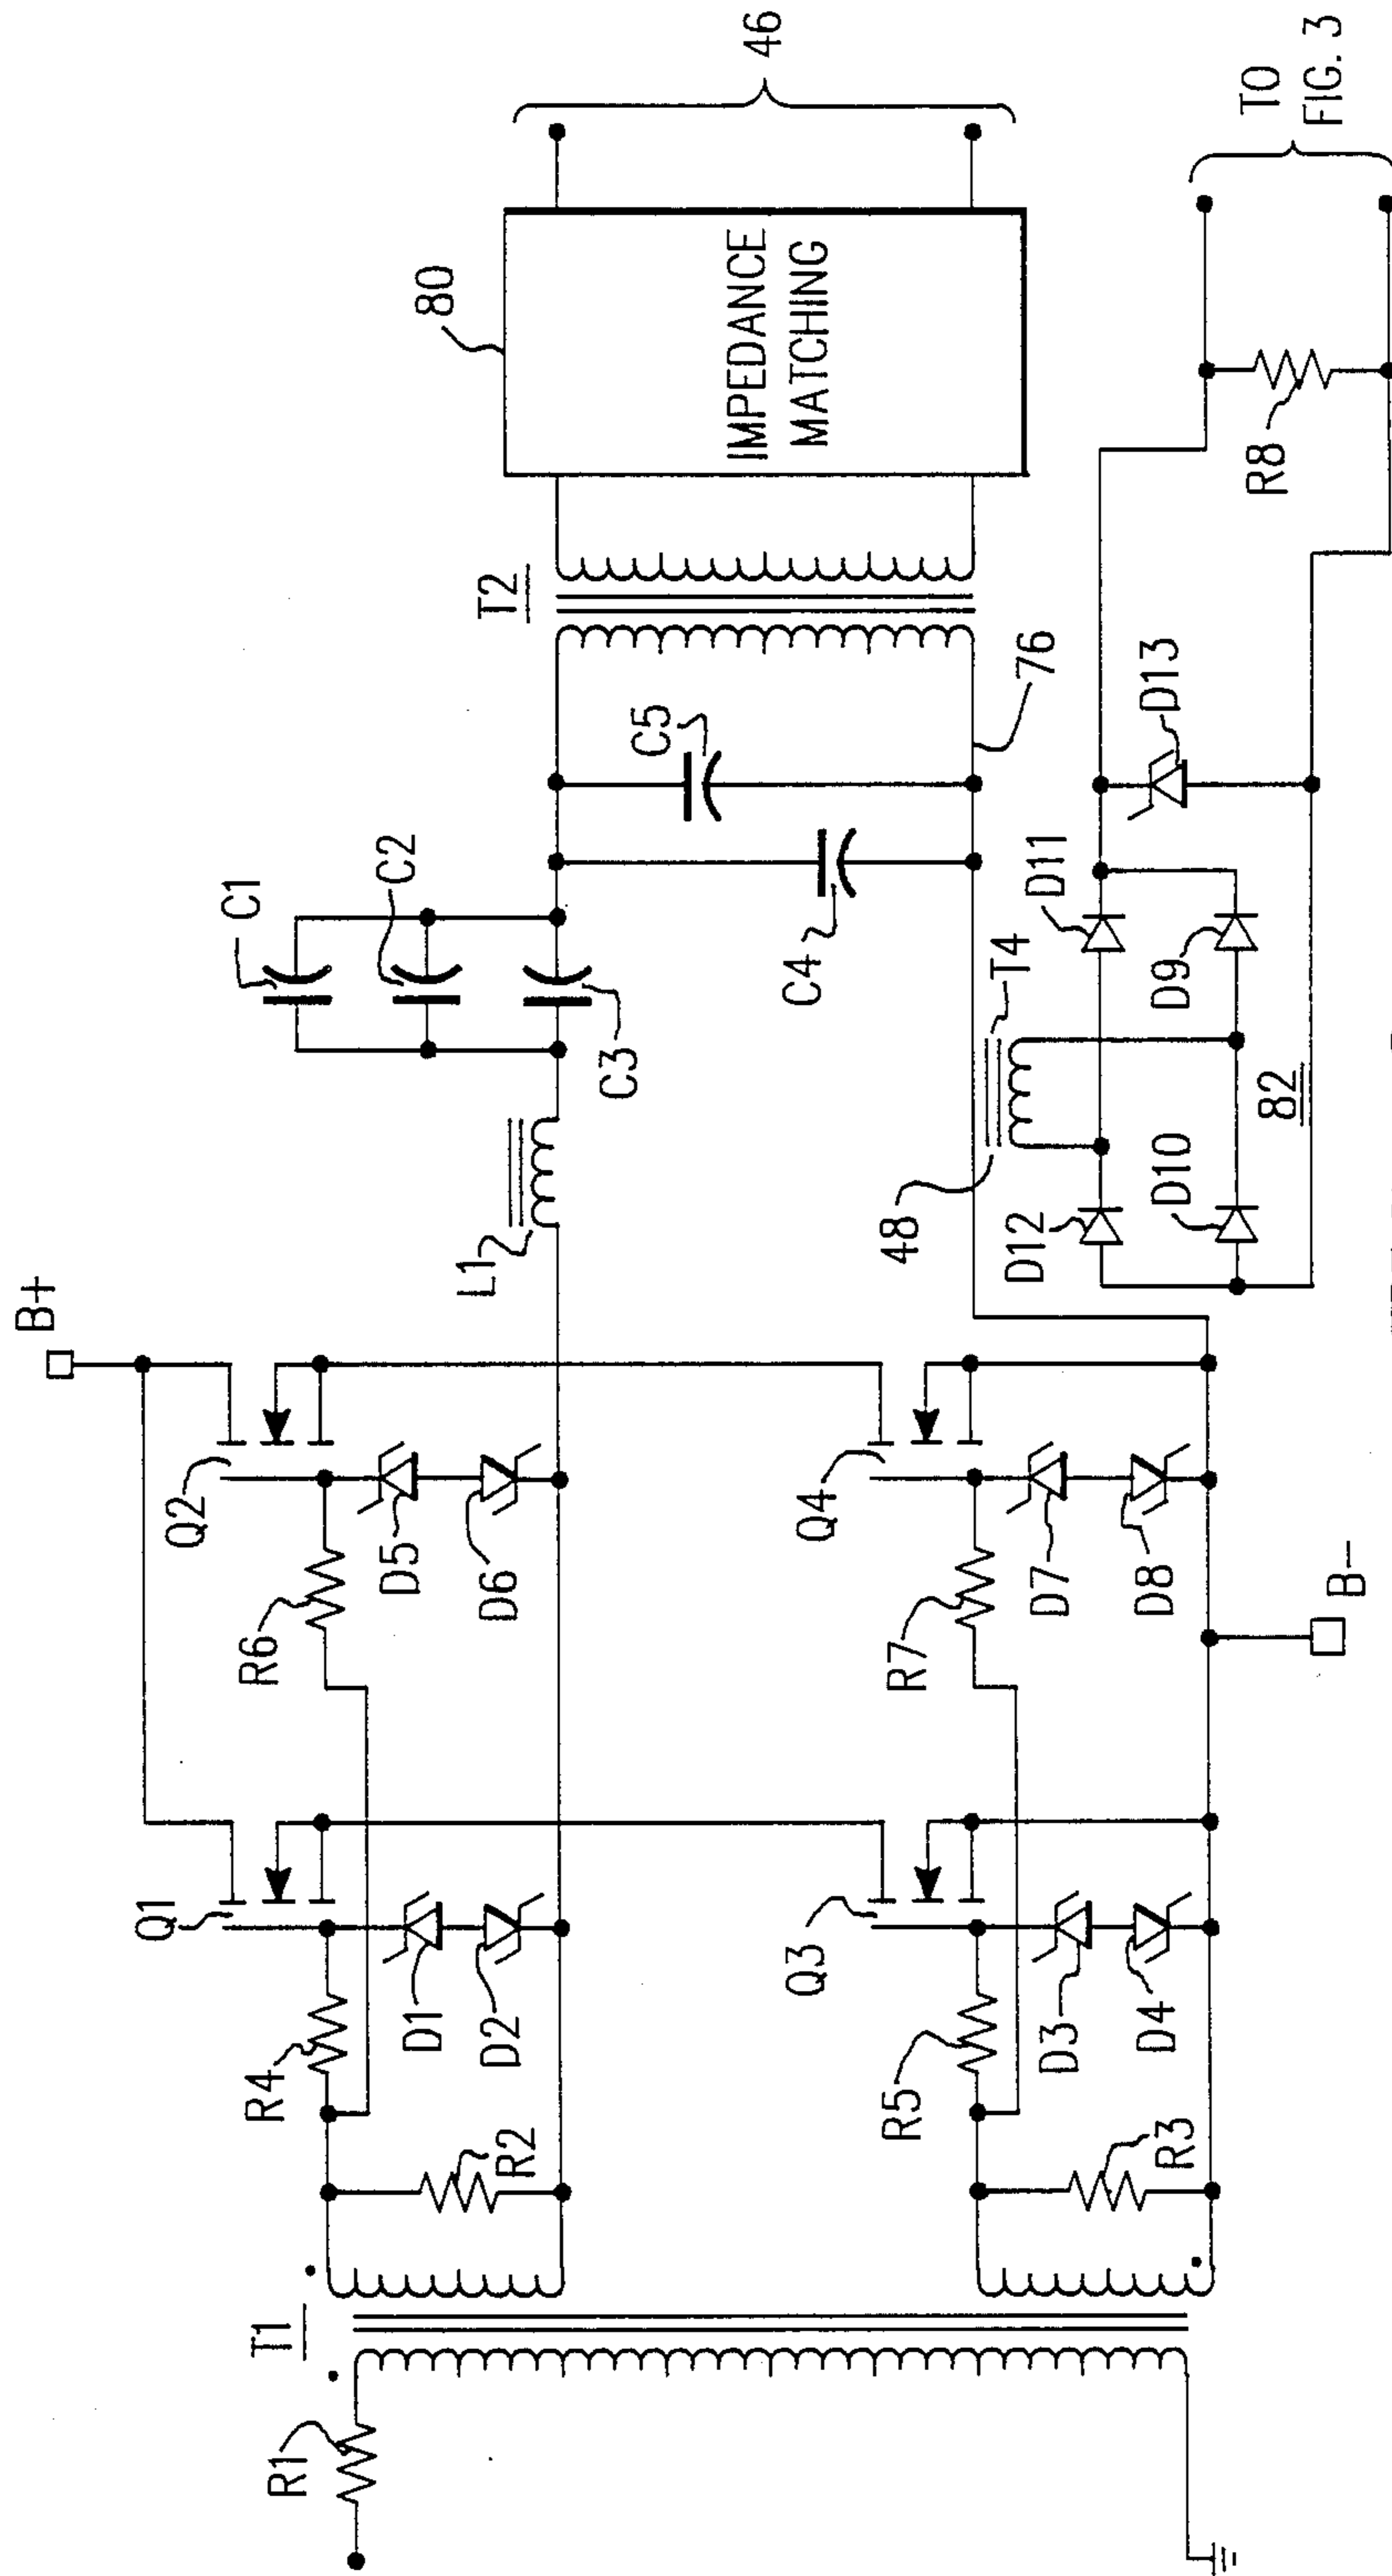 B+
Q1
Q2
C1
C2
C3
L1
R4
R6
D1
D5
D2
D6
R2
T1
R1
C5
C4
T2
80
IMPEDANCE
MATCHING
46
76
48
T4
Q3
Q4
R5
R7
D3
D7
D4
D8
R3
B−
D12
D11
D10
D9
82
D13
R8
TO
FIG. 3